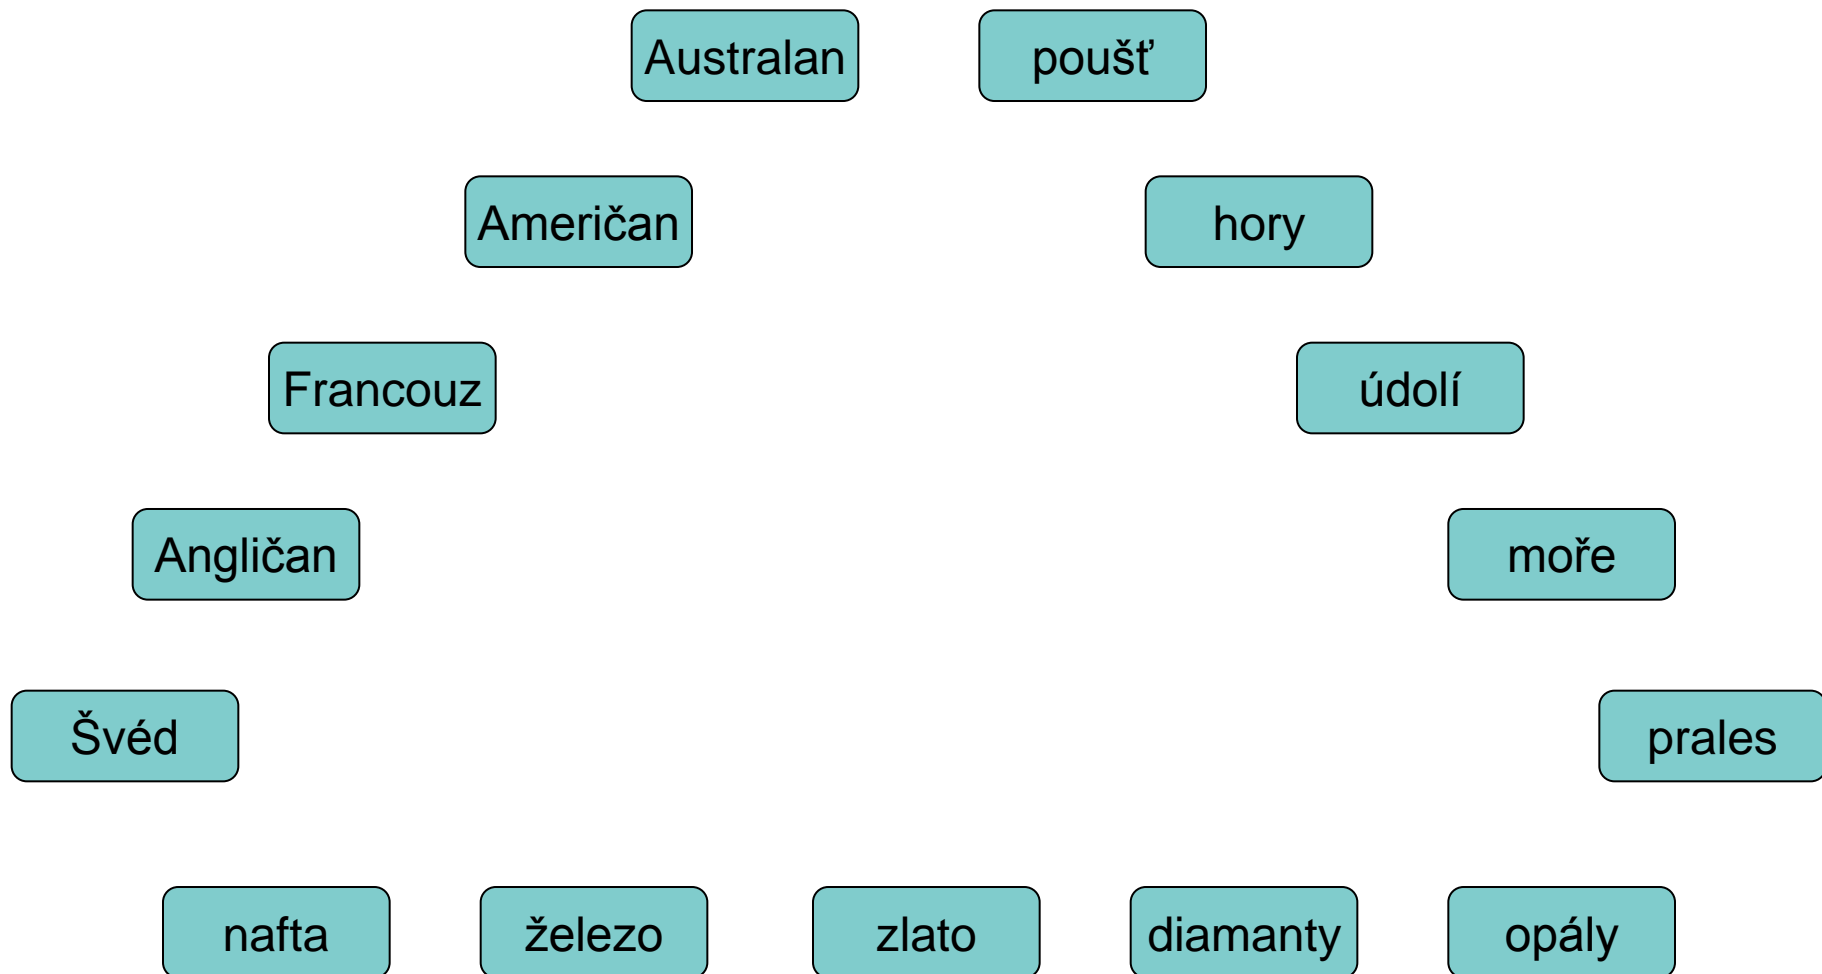 Australan
poušť
Američan
hory
Francouz
údolí
Angličan
moře
Švéd
prales
nafta
železo
zlato
diamanty
opály